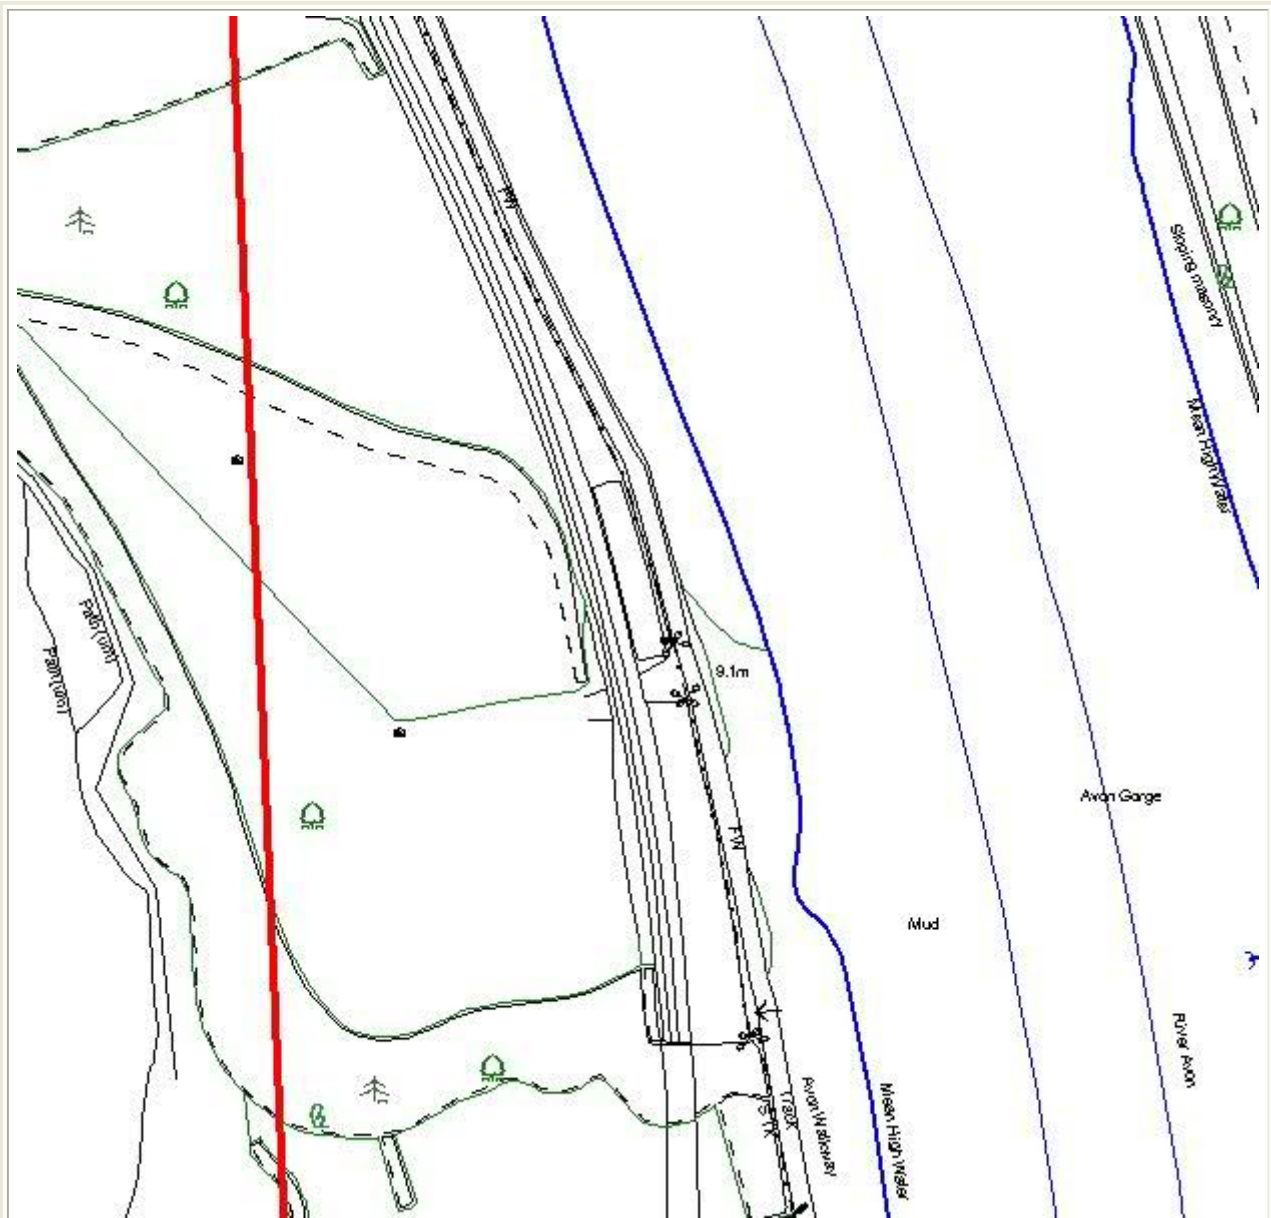 MH
Sloping masonry
Mean High Water
Path (um)
Path (um)
9.1m
Avon Gorge
FW
Mud
River Avon
Track
Avon Walkway
Mean High Water